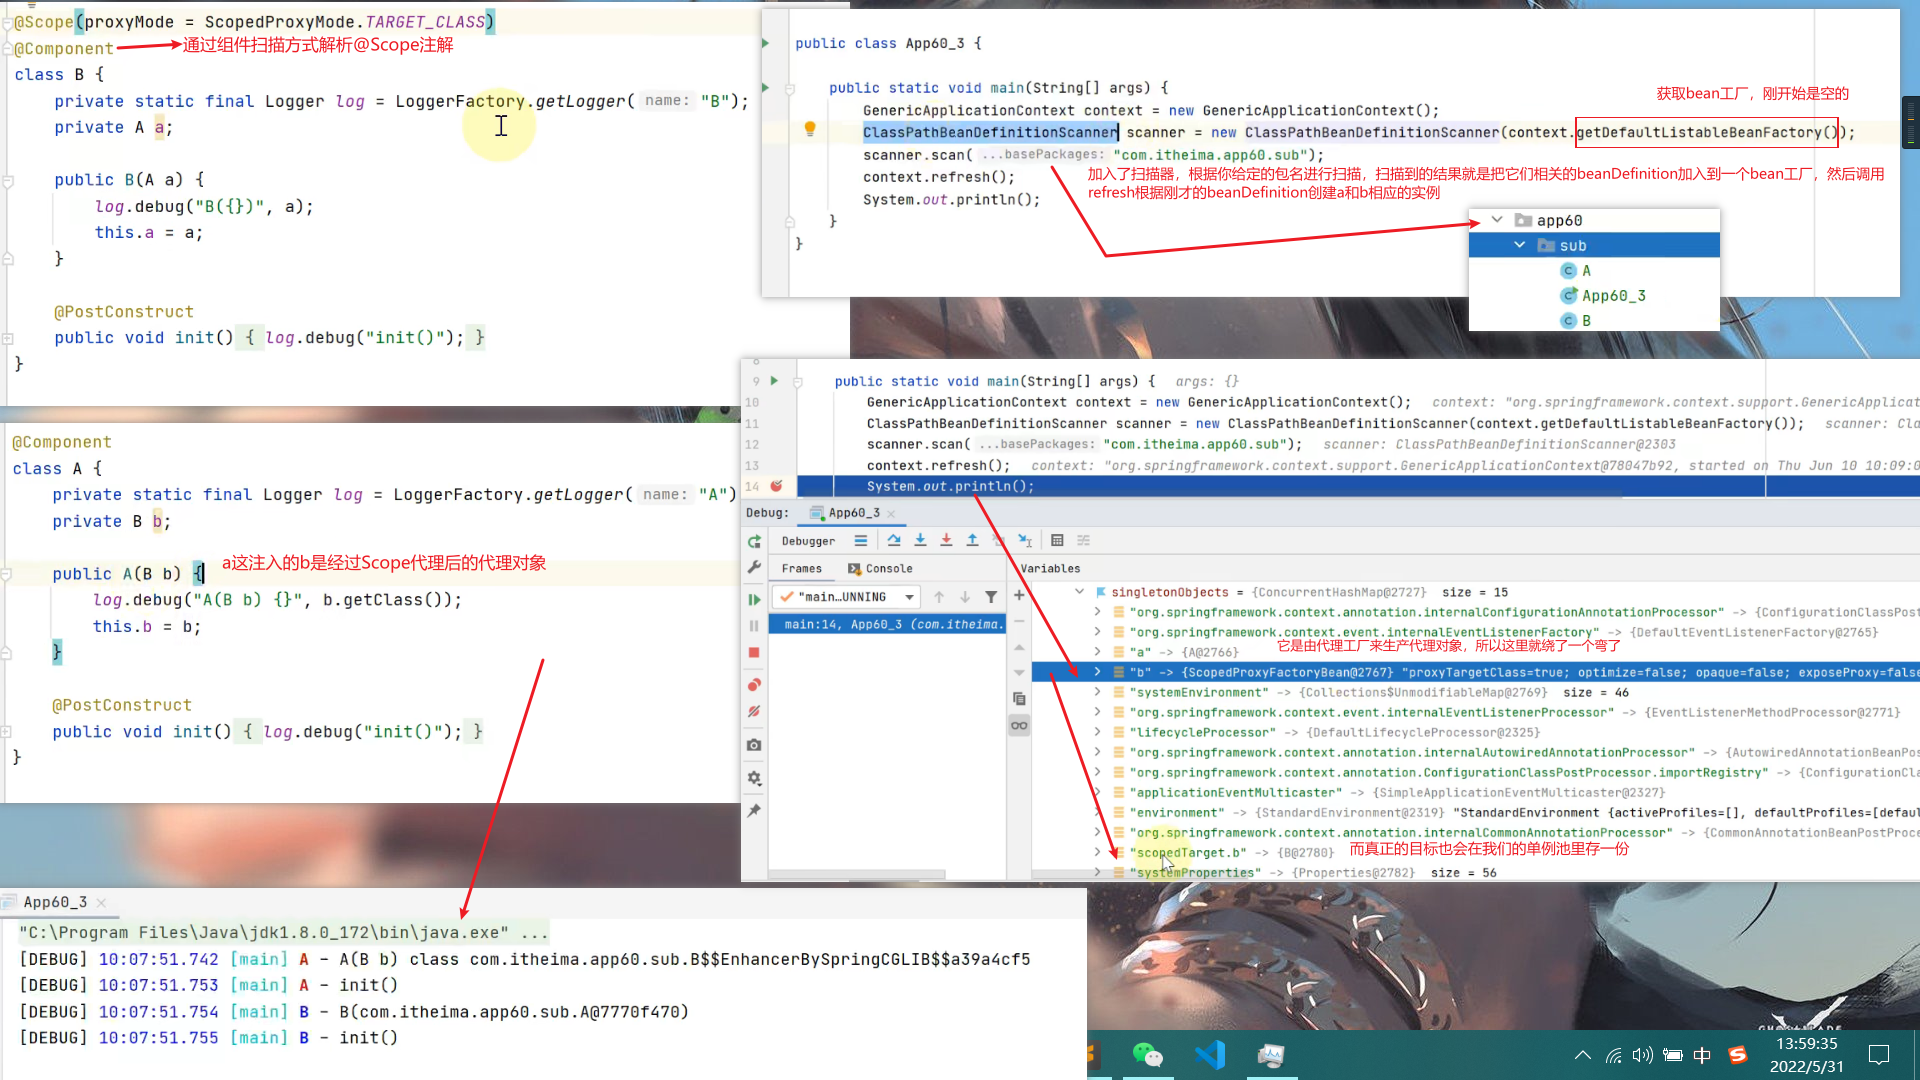 @Scope(proxyMode = ScopedProxyMode.TARGET_CLASS)
@Component
通过组件扫描方式解析@Scope注解
class B {
private static final Logger log = LoggerFactory.getLogger( name: "B");
private A a;
public B(A a) {
log.debug("B({})", a);
this.a = a;
}
@PostConstruct
public void init() { log.debug("init()"); }
}
@Component
class A {
private static final Logger log = LoggerFactory.getLogger( name: "A")
private B b;
public A(B b) {
a这注入的b是经过Scope代理后的代理对象
log.debug("A(B b) {}", b.getClass());
this.b = b;
}
@PostConstruct
public void init() { log.debug("init()"); }
}
App60_3
"C:\Program Files\Java\jdk1.8.0_172\bin\java.exe" ...
[DEBUG] 10:07:51.742 [main] A - A(B b) class com.itheima.app60.sub.B$$EnhancerBySpringCGLIB$$a39a4cf5
[DEBUG] 10:07:51.753 [main] A - init()
[DEBUG] 10:07:51.754 [main] B - B(com.itheima.app60.sub.A@7770f470)
[DEBUG] 10:07:51.755 [main] B - init()
public class App60_3 {
public static void main(String[] args) {
获取bean工厂，刚开始是空的
GenericApplicationContext context = new GenericApplicationContext();
ClassPathBeanDefinitionScanner scanner = new ClassPathBeanDefinitionScanner(context.getDefaultListableBeanFactory());
scanner.scan( ...basePackages: "com.itheima.app60.sub");
context.refresh();
System.out.println();
}
}
加入了扫描器，根据你给定的包名进行扫描，扫描到的结果就是把它们相关的beanDefinition加入到一个bean工厂，然后调用
refresh根据刚才的beanDefinition创建a和b相应的实例
app60
sub
A
App60_3
B
8
9 public static void main(String[] args) { args: {}
10 GenericApplicationContext context = new GenericApplicationContext(); context: "org.springframework.context.support.GenericApplicat
11 ClassPathBeanDefinitionScanner scanner = new ClassPathBeanDefinitionScanner(context.getDefaultListableBeanFactory()); scanner: Cla
12 scanner.scan( ...basePackages: "com.itheima.app60.sub"); scanner: ClassPathBeanDefinitionScanner@2303
13 context.refresh(); context: "org.springframework.context.support.GenericApplicationContext@78047b92, started on Thu Jun 10 10:09:0
14 System.out.println();
Debug: App60_3
Debugger
Frames Console Variables
"main...UNNING
main:14, App60_3 (com.itheima.
singletonObjects = {ConcurrentHashMap@2727} size = 15
"org.springframework.context.annotation.internalConfigurationAnnotationProcessor" -> {ConfigurationClassPost
"org.springframework.context.event.internalEventListenerFactory" -> {DefaultEventListenerFactory@2765}
它是由代理工厂来生产代理对象，所以这里就绕了一个弯了
"a" -> {A@2766}
"b" -> {ScopedProxyFactoryBean@2767} "proxyTargetClass=true; optimize=false; opaque=false; exposeProxy=false
"systemEnvironment" -> {Collections$UnmodifiableMap@2769} size = 46
"org.springframework.context.event.internalEventListenerProcessor" -> {EventListenerMethodProcessor@2771}
"lifecycleProcessor" -> {DefaultLifecycleProcessor@2325}
"org.springframework.context.annotation.internalAutowiredAnnotationProcessor" -> {AutowiredAnnotationBeanPos
"org.springframework.context.annotation.ConfigurationClassPostProcessor.importRegistry" -> {ConfigurationCla
"applicationEventMulticaster" -> {SimpleApplicationEventMulticaster@2327}
"environment" -> {StandardEnvironment@2319} "StandardEnvironment {activeProfiles=[], defaultProfiles=[defaul
"org.springframework.context.annotation.internalCommonAnnotationProcessor" -> {CommonAnnotationBeanPostProce
"scopedTarget.b" -> {B@2780}
而真正的目标也会在我们的单例池里存一份
"systemProperties" -> {Properties@2782} size = 56
中
13:59:35
2022/5/31